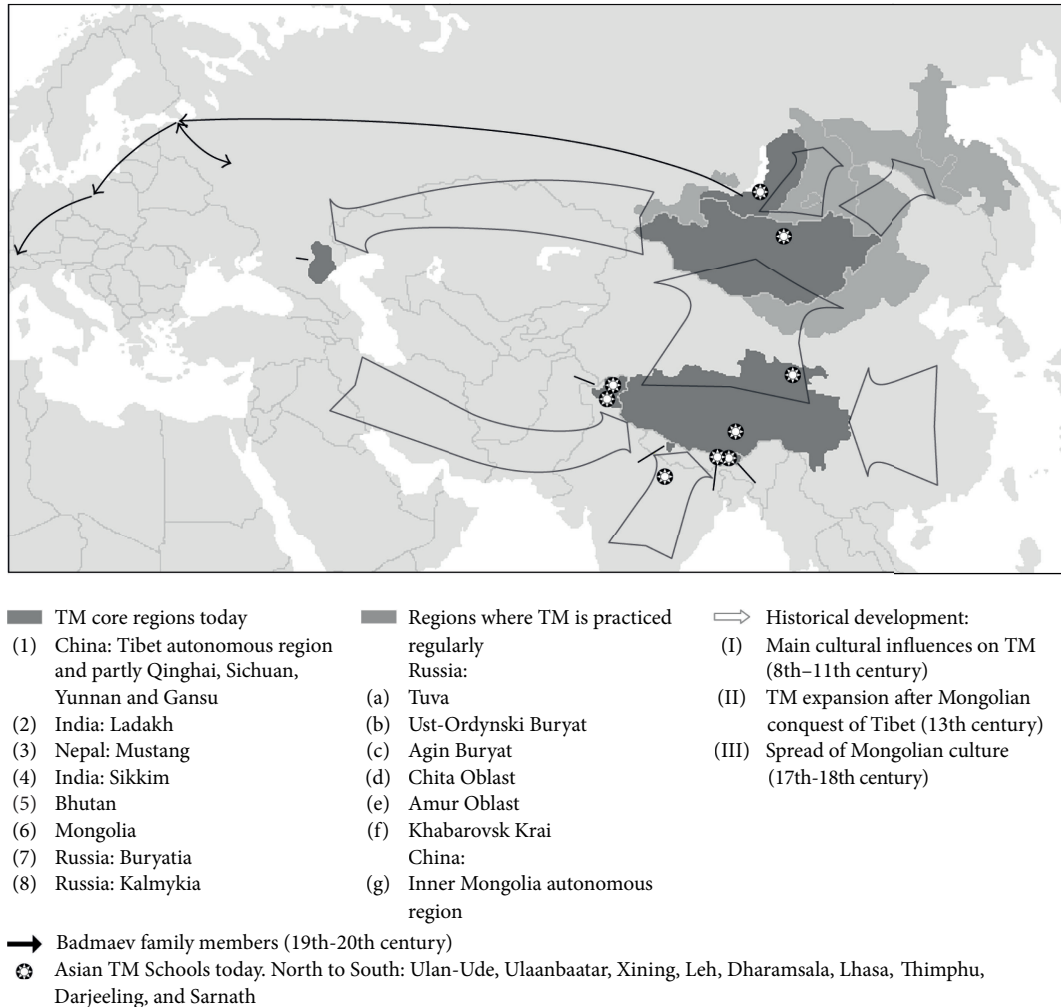 TM core regions today
(1) China: Tibet autonomous region
and partly Qinghai, Sichuan,
Yunnan and Gansu
(2) India: Ladakh
(3) Nepal: Mustang
(4) India: Sikkim
(5) Bhutan
(6) Mongolia
(7) Russia: Buryatia
(8) Russia: Kalmykia
Regions where TM is practiced
regularly
Russia:
(a) Tuva
(b) Ust-Ordynski Buryat
(c) Agin Buryat
(d) Chita Oblast
(e) Amur Oblast
(f) Khabarovsk Krai
China:
(g) Inner Mongolia autonomous
region
Historical development:
(I) Main cultural influences on TM
(8th–11th century)
(II) TM expansion after Mongolian
conquest of Tibet (13th century)
(III) Spread of Mongolian culture
(17th-18th century)
Badmaev family members (19th-20th century)
Asian TM Schools today. North to South: Ulan-Ude, Ulaanbaatar, Xining, Leh, Dharamsala, Lhasa, Thimphu,
Darjeeling, and Sarnath